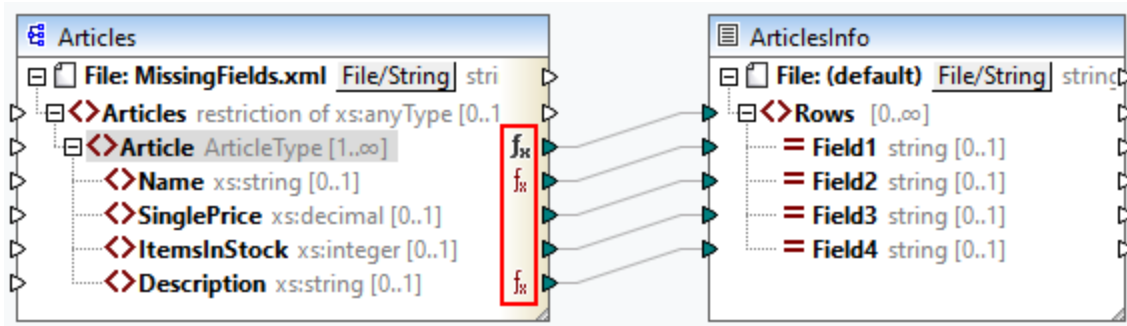 Articles
File: MissingFields.xml File/String stri
Articles restriction of xs:anyType [0..1
Article ArticleType [1..∞] fx
Name xs:string [0..1] fx
SinglePrice xs:decimal [0..1]
ItemsInStock xs:integer [0..1]
Description xs:string [0..1] fx
ArticlesInfo
File: (default) File/String string
Rows [0..∞]
Field1 string [0..1]
Field2 string [0..1]
Field3 string [0..1]
Field4 string [0..1]